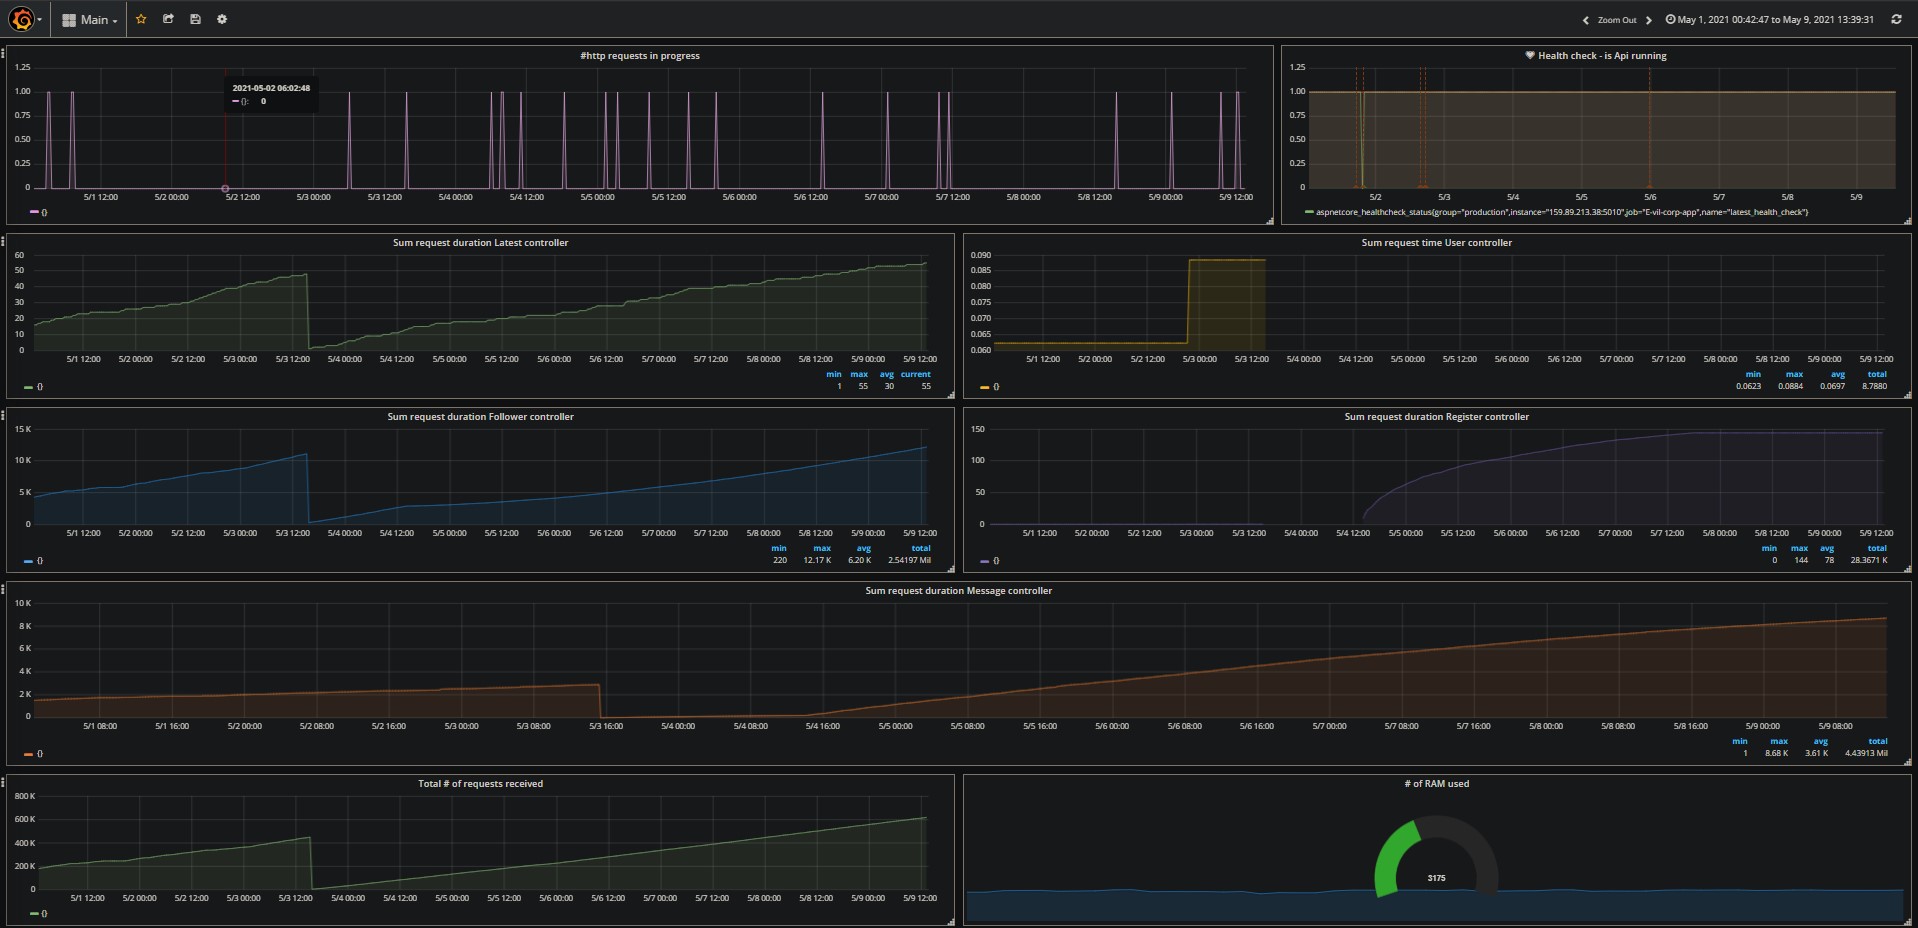 Main
Zoom Out
May 1, 2021 00:42:47 to May 9, 2021 13:39:31
#http requests in progress
1.25
1.00
0.75
0.50
0.25
0
2021-05-02 06:02:48
{}: 0
5/1 12:00 5/2 00:00 5/2 12:00 5/3 00:00 5/3 12:00 5/4 00:00 5/4 12:00 5/5 00:00 5/5 12:00 5/6 00:00 5/6 12:00 5/7 00:00 5/7 12:00 5/8 00:00 5/8 12:00 5/9 00:00 5/9 12:00
{}
Health check - is Api running
1.25
1.00
0.75
0.50
0.25
0
5/2 5/3 5/4 5/5 5/6 5/7 5/8 5/9
aspnetcore_healthcheck_status{group="production",instance="159.89.213.38:5010",job="E-vil-corp-app",name="latest_health_check"}
Sum request duration Latest controller
60
50
40
30
20
10
0
5/1 12:00 5/2 00:00 5/2 12:00 5/3 00:00 5/3 12:00 5/4 00:00 5/4 12:00 5/5 00:00 5/5 12:00 5/6 00:00 5/6 12:00 5/7 00:00 5/7 12:00 5/8 00:00 5/8 12:00 5/9 00:00 5/9 12:00
min max avg current
{} 1 55 30 55
Sum request time User controller
0.090
0.085
0.080
0.075
0.070
0.065
0.060
5/1 12:00 5/2 00:00 5/2 12:00 5/3 00:00 5/3 12:00 5/4 00:00 5/4 12:00 5/5 00:00 5/5 12:00 5/6 00:00 5/6 12:00 5/7 00:00 5/7 12:00 5/8 00:00 5/8 12:00 5/9 00:00 5/9 12:00
min max avg total
{} 0.0623 0.0884 0.0697 8.7880
Sum request duration Follower controller
15 K
10 K
5 K
0
5/1 12:00 5/2 00:00 5/2 12:00 5/3 00:00 5/3 12:00 5/4 00:00 5/4 12:00 5/5 00:00 5/5 12:00 5/6 00:00 5/6 12:00 5/7 00:00 5/7 12:00 5/8 00:00 5/8 12:00 5/9 00:00 5/9 12:00
min max avg total
{} 220 12.17 K 6.20 K 2.54197 Mil
Sum request duration Register controller
150
100
50
0
5/1 12:00 5/2 00:00 5/2 12:00 5/3 00:00 5/3 12:00 5/4 00:00 5/4 12:00 5/5 00:00 5/5 12:00 5/6 00:00 5/6 12:00 5/7 00:00 5/7 12:00 5/8 00:00 5/8 12:00 5/9 00:00 5/9 12:00
min max avg total
{} 0 144 78 28.3671 K
Sum request duration Message controller
10 K
8 K
6 K
4 K
2 K
0
5/1 08:00 5/1 16:00 5/2 00:00 5/2 08:00 5/2 16:00 5/3 00:00 5/3 08:00 5/3 16:00 5/4 00:00 5/4 08:00 5/4 16:00 5/5 00:00 5/5 08:00 5/5 16:00 5/6 00:00 5/6 08:00 5/6 16:00 5/7 00:00 5/7 08:00 5/7 16:00 5/8 00:00 5/8 08:00 5/8 16:00 5/9 00:00 5/9 08:00
min max avg total
{} 1 8.68 K 3.61 K 4.43913 Mil
Total # of requests received
800 K
600 K
400 K
200 K
0
5/1 12:00 5/2 00:00 5/2 12:00 5/3 00:00 5/3 12:00 5/4 00:00 5/4 12:00 5/5 00:00 5/5 12:00 5/6 00:00 5/6 12:00 5/7 00:00 5/7 12:00 5/8 00:00 5/8 12:00 5/9 00:00 5/9 12:00
{}
# of RAM used
3175